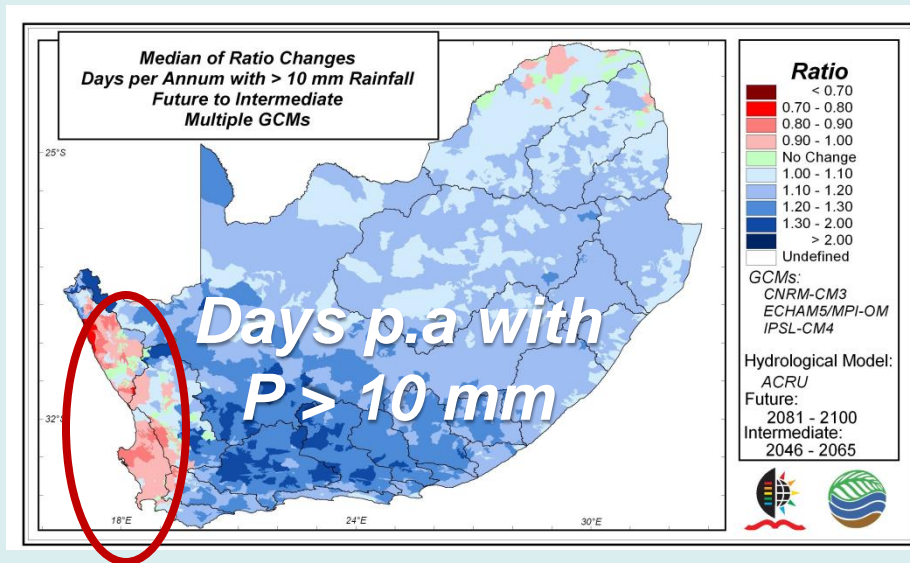 Median of Ratio Changes
Days per Annum with > 10 mm Rainfall
Future to Intermediate
Multiple GCMs
25°S
32°S
18°E
24°E
30°E
Days p.a with
P > 10 mm
Ratio
< 0.70
0.70 - 0.80
0.80 - 0.90
0.90 - 1.00
No Change
1.00 - 1.10
1.10 - 1.20
1.20 - 1.30
1.30 - 2.00
> 2.00
Undefined
GCMs:
CNRM-CM3
ECHAM5/MPI-OM
IPSL-CM4
Hydrological Model:
ACRU
Future:
2081 - 2100
Intermediate:
2046 - 2065